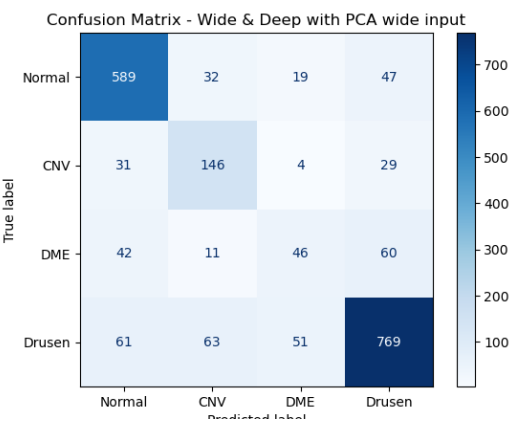 Confusion Matrix - Wide & Deep with PCA wide input
Normal 589 32 19 47
CNV 31 146 4 29
DME 42 11 46 60
Drusen 61 63 51 769
Normal CNV DME Drusen
Predicted label
True label
700
600
500
400
300
200
100